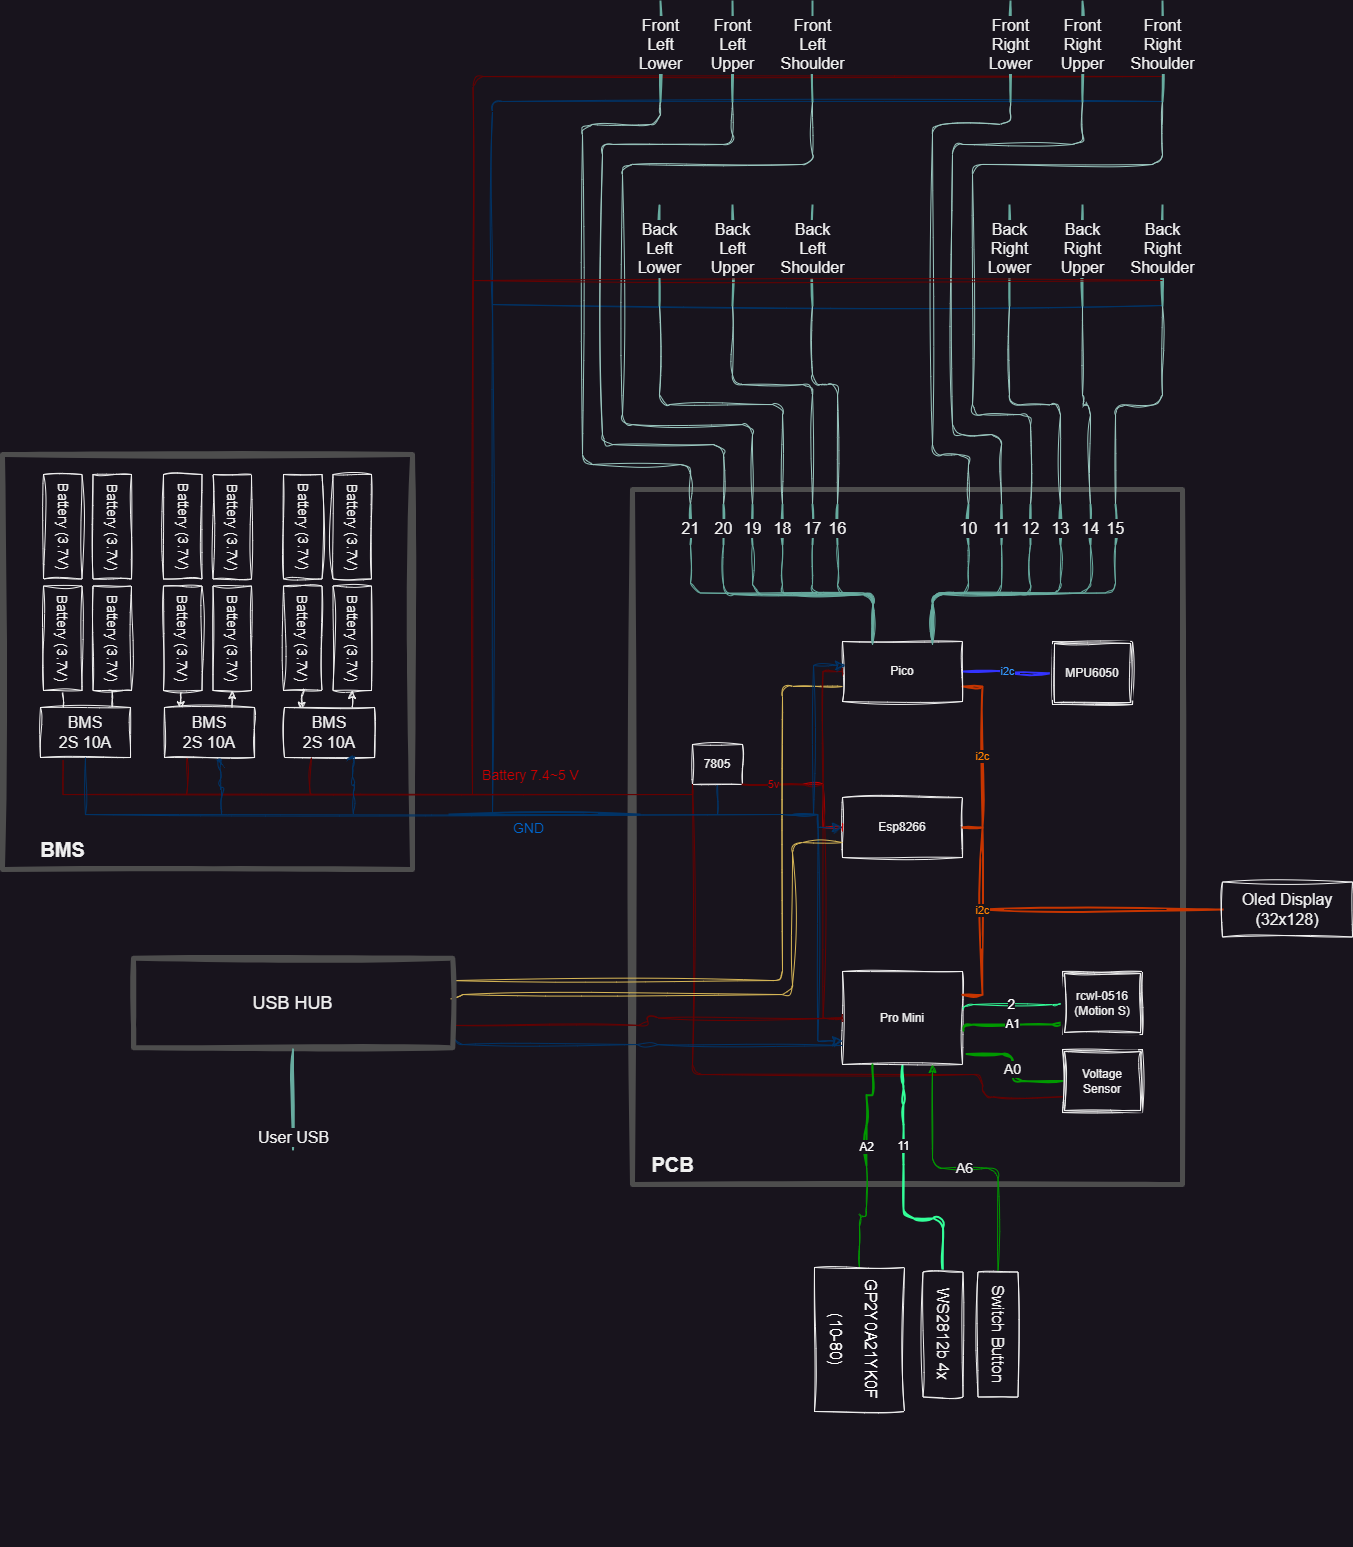 Front
Left
Lower
Front
Left
Upper
Front
Left
Shoulder
Front
Right
Lower
Front
Right
Upper
Front
Right
Shoulder
Back
Left
Lower
Back
Left
Upper
Back
Left
Shoulder
Back
Right
Lower
Back
Right
Upper
Back
Right
Shoulder
Battery (3.7V)
Battery (3.7V)
Battery (3.7V)
Battery (3.7V)
Battery (3.7V)
Battery (3.7V)
Battery (3.7V)
Battery (3.7V)
Battery (3.7V)
Battery (3.7V)
Battery (3.7V)
Battery (3.7V)
BMS
2S 10A
BMS
2S 10A
BMS
2S 10A
BMS
Battery 7.4~5 V
GND
21
20
19
18
17
16
10
11
12
13
14
15
Pico
i2c
MPU6050
i2c
7805
5v
Esp8266
i2c
Oled Display
(32x128)
USB HUB
User USB
Pro Mini
2
A1
rcwl-0516
(Motion S)
A0
Voltage
Sensor
A2
11
A6
PCB
GP2Y0A21YK0F
(10-80)
WS2812b 4x
Switch Button